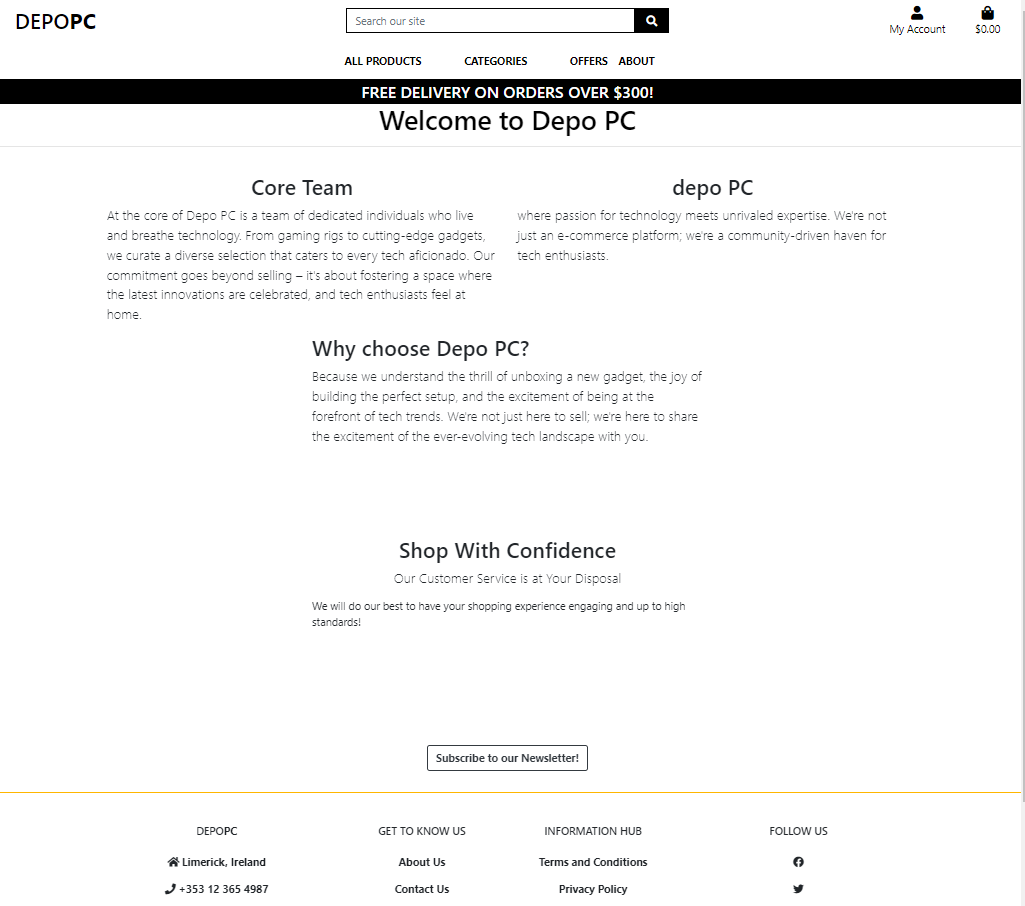 DEPOPC
Search our site
My Account
$0.00
ALL PRODUCTS CATEGORIES OFFERS ABOUT
FREE DELIVERY ON ORDERS OVER $300!
Welcome to Depo PC
Core Team
At the core of Depo PC is a team of dedicated individuals who live
and breathe technology. From gaming rigs to cutting-edge gadgets,
we curate a diverse selection that caters to every tech aficionado. Our
commitment goes beyond selling – it's about fostering a space where
the latest innovations are celebrated, and tech enthusiasts feel at
home.
depo PC
where passion for technology meets unrivaled expertise. We're not
just an e-commerce platform; we're a community-driven haven for
tech enthusiasts.
Why choose Depo PC?
Because we understand the thrill of unboxing a new gadget, the joy of
building the perfect setup, and the excitement of being at the
forefront of tech trends. We're not just here to sell; we're here to share
the excitement of the ever-evolving tech landscape with you.
Shop With Confidence
Our Customer Service is at Your Disposal
We will do our best to have your shopping experience engaging and up to high
standards!
Subscribe to our Newsletter!
DEPOPC
Limerick, Ireland
+353 12 365 4987
GET TO KNOW US
About Us
Contact Us
INFORMATION HUB
Terms and Conditions
Privacy Policy
FOLLOW US